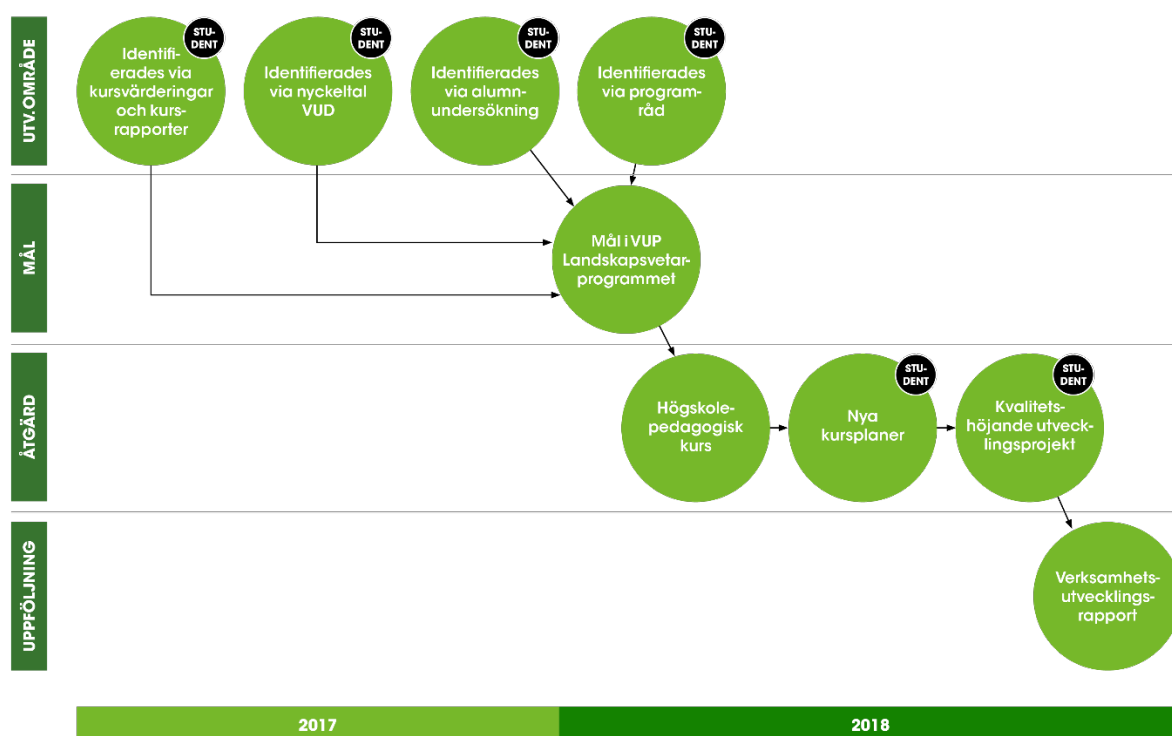 UTV.OMRÅDE
Identifi-
erades via
kursvärderingar
och kurs-
rapporter
STU-
DENT
Identifierades
via nyckeltal
VUD
STU-
DENT
Identifierades
via alumn-
undersökning
STU-
DENT
Identifierades
via program-
råd
STU-
DENT
MÅL
Mål i VUP
Landskapsvetar-
programmet
ÅTGÄRD
Högskole-
pedagogisk
kurs
Nya
kursplaner
STU-
DENT
Kvalitets-
höjande utveck-
lingsprojekt
STU-
DENT
UPPFÖLJNING
Verksamhets-
utvecklings-
rapport
2017
2018